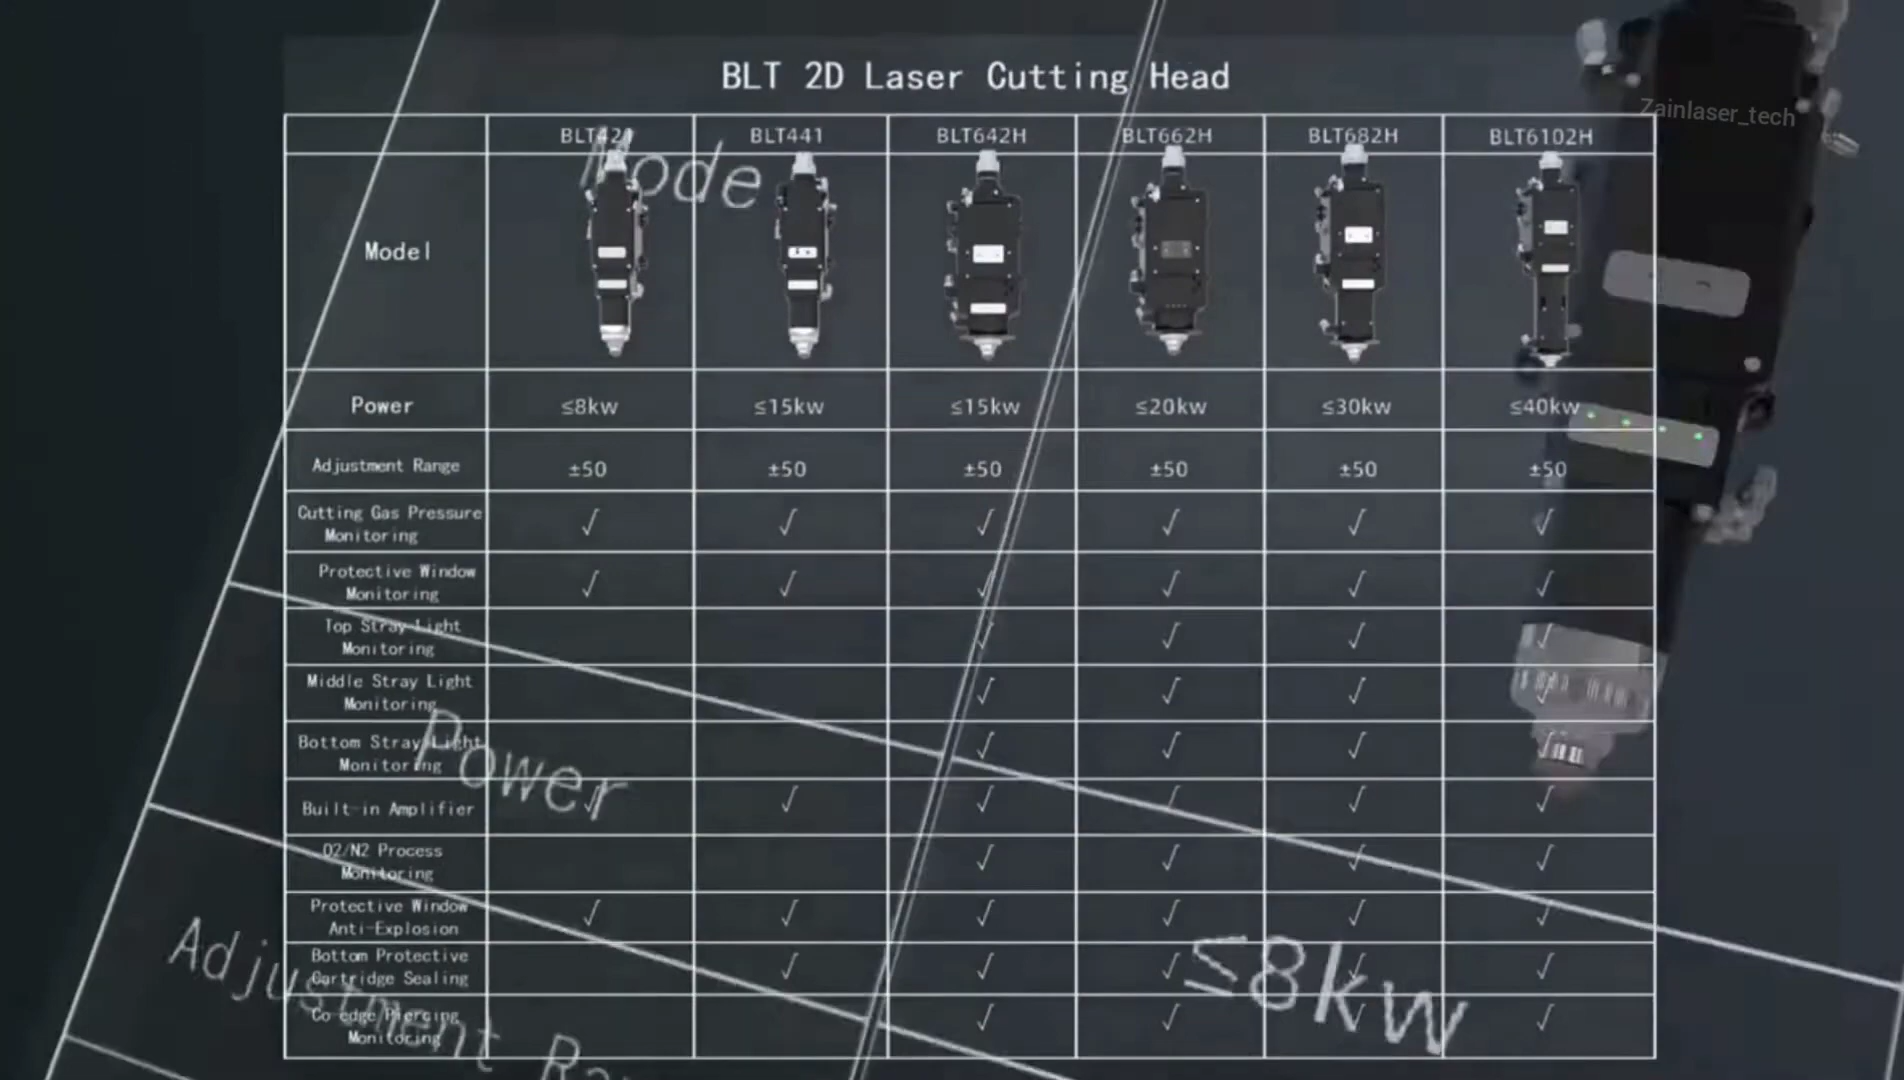 BLT 2D Laser Cutting Head
Zainlaser_tech
BLT421 BLT441 BLT642H BLT662H BLT682H BLT6102H
Mode
Model
Power ≤8kw ≤15kw ≤15kw ≤20kw ≤30kw ≤40kw
Adjustment Range ±50 ±50 ±50 ±50 ±50 ±50
Cutting Gas Pressure √ √ √ √ √ √
Monitoring
Protective Window √ √ √ √ √ √
Monitoring
Top Stray Light √ √ √ √
Monitoring
Middle Stray Light √ √ √ √
Monitoring
Bottom Stray Light √ √ √ √
Monitoring
Power
Built-in Amplifier √ √ √ √ √ √
O2/N2 Process √ √ √ √
Monitoring
Protective Window √ √ √ √ √ √
Anti-Explosion
Bottom Protective √ √ √ √ √
Cartridge Sealing
≤8kw
Adjustment Ra
Co-edge Piercing √ √ √ √
Monitoring